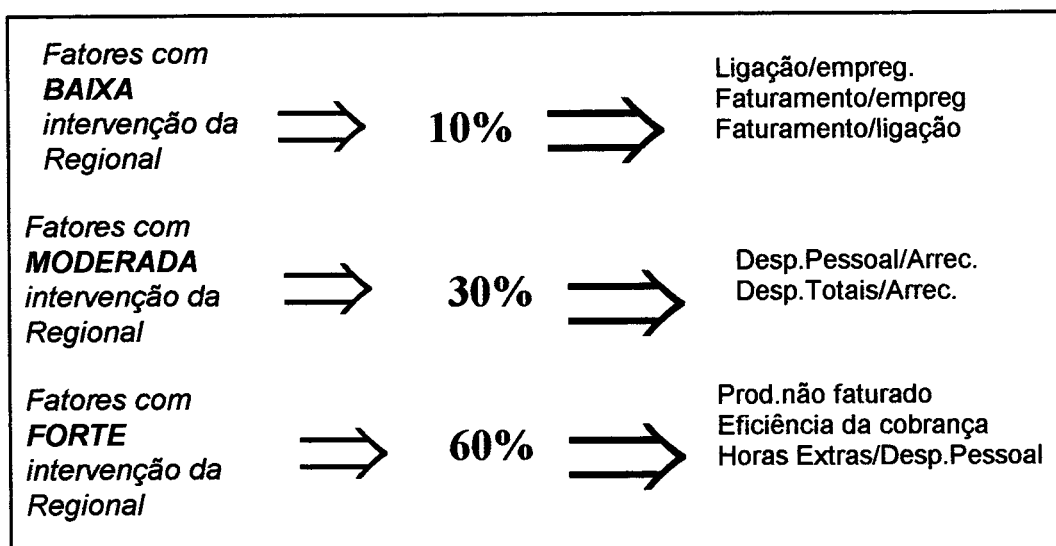 Fatores com
BAIXA
intervenção da
Regional
10%
Ligação/empreg.
Faturamento/empreg
Faturamento/ligação
Fatores com
MODERADA
intervenção da
Regional
30%
Desp.Pessoal/Arrec.
Desp.Totais/Arrec.
Fatores com
FORTE
intervenção da
Regional
60%
Prod.não faturado
Eficiência da cobrança
Horas Extras/Desp.Pessoal